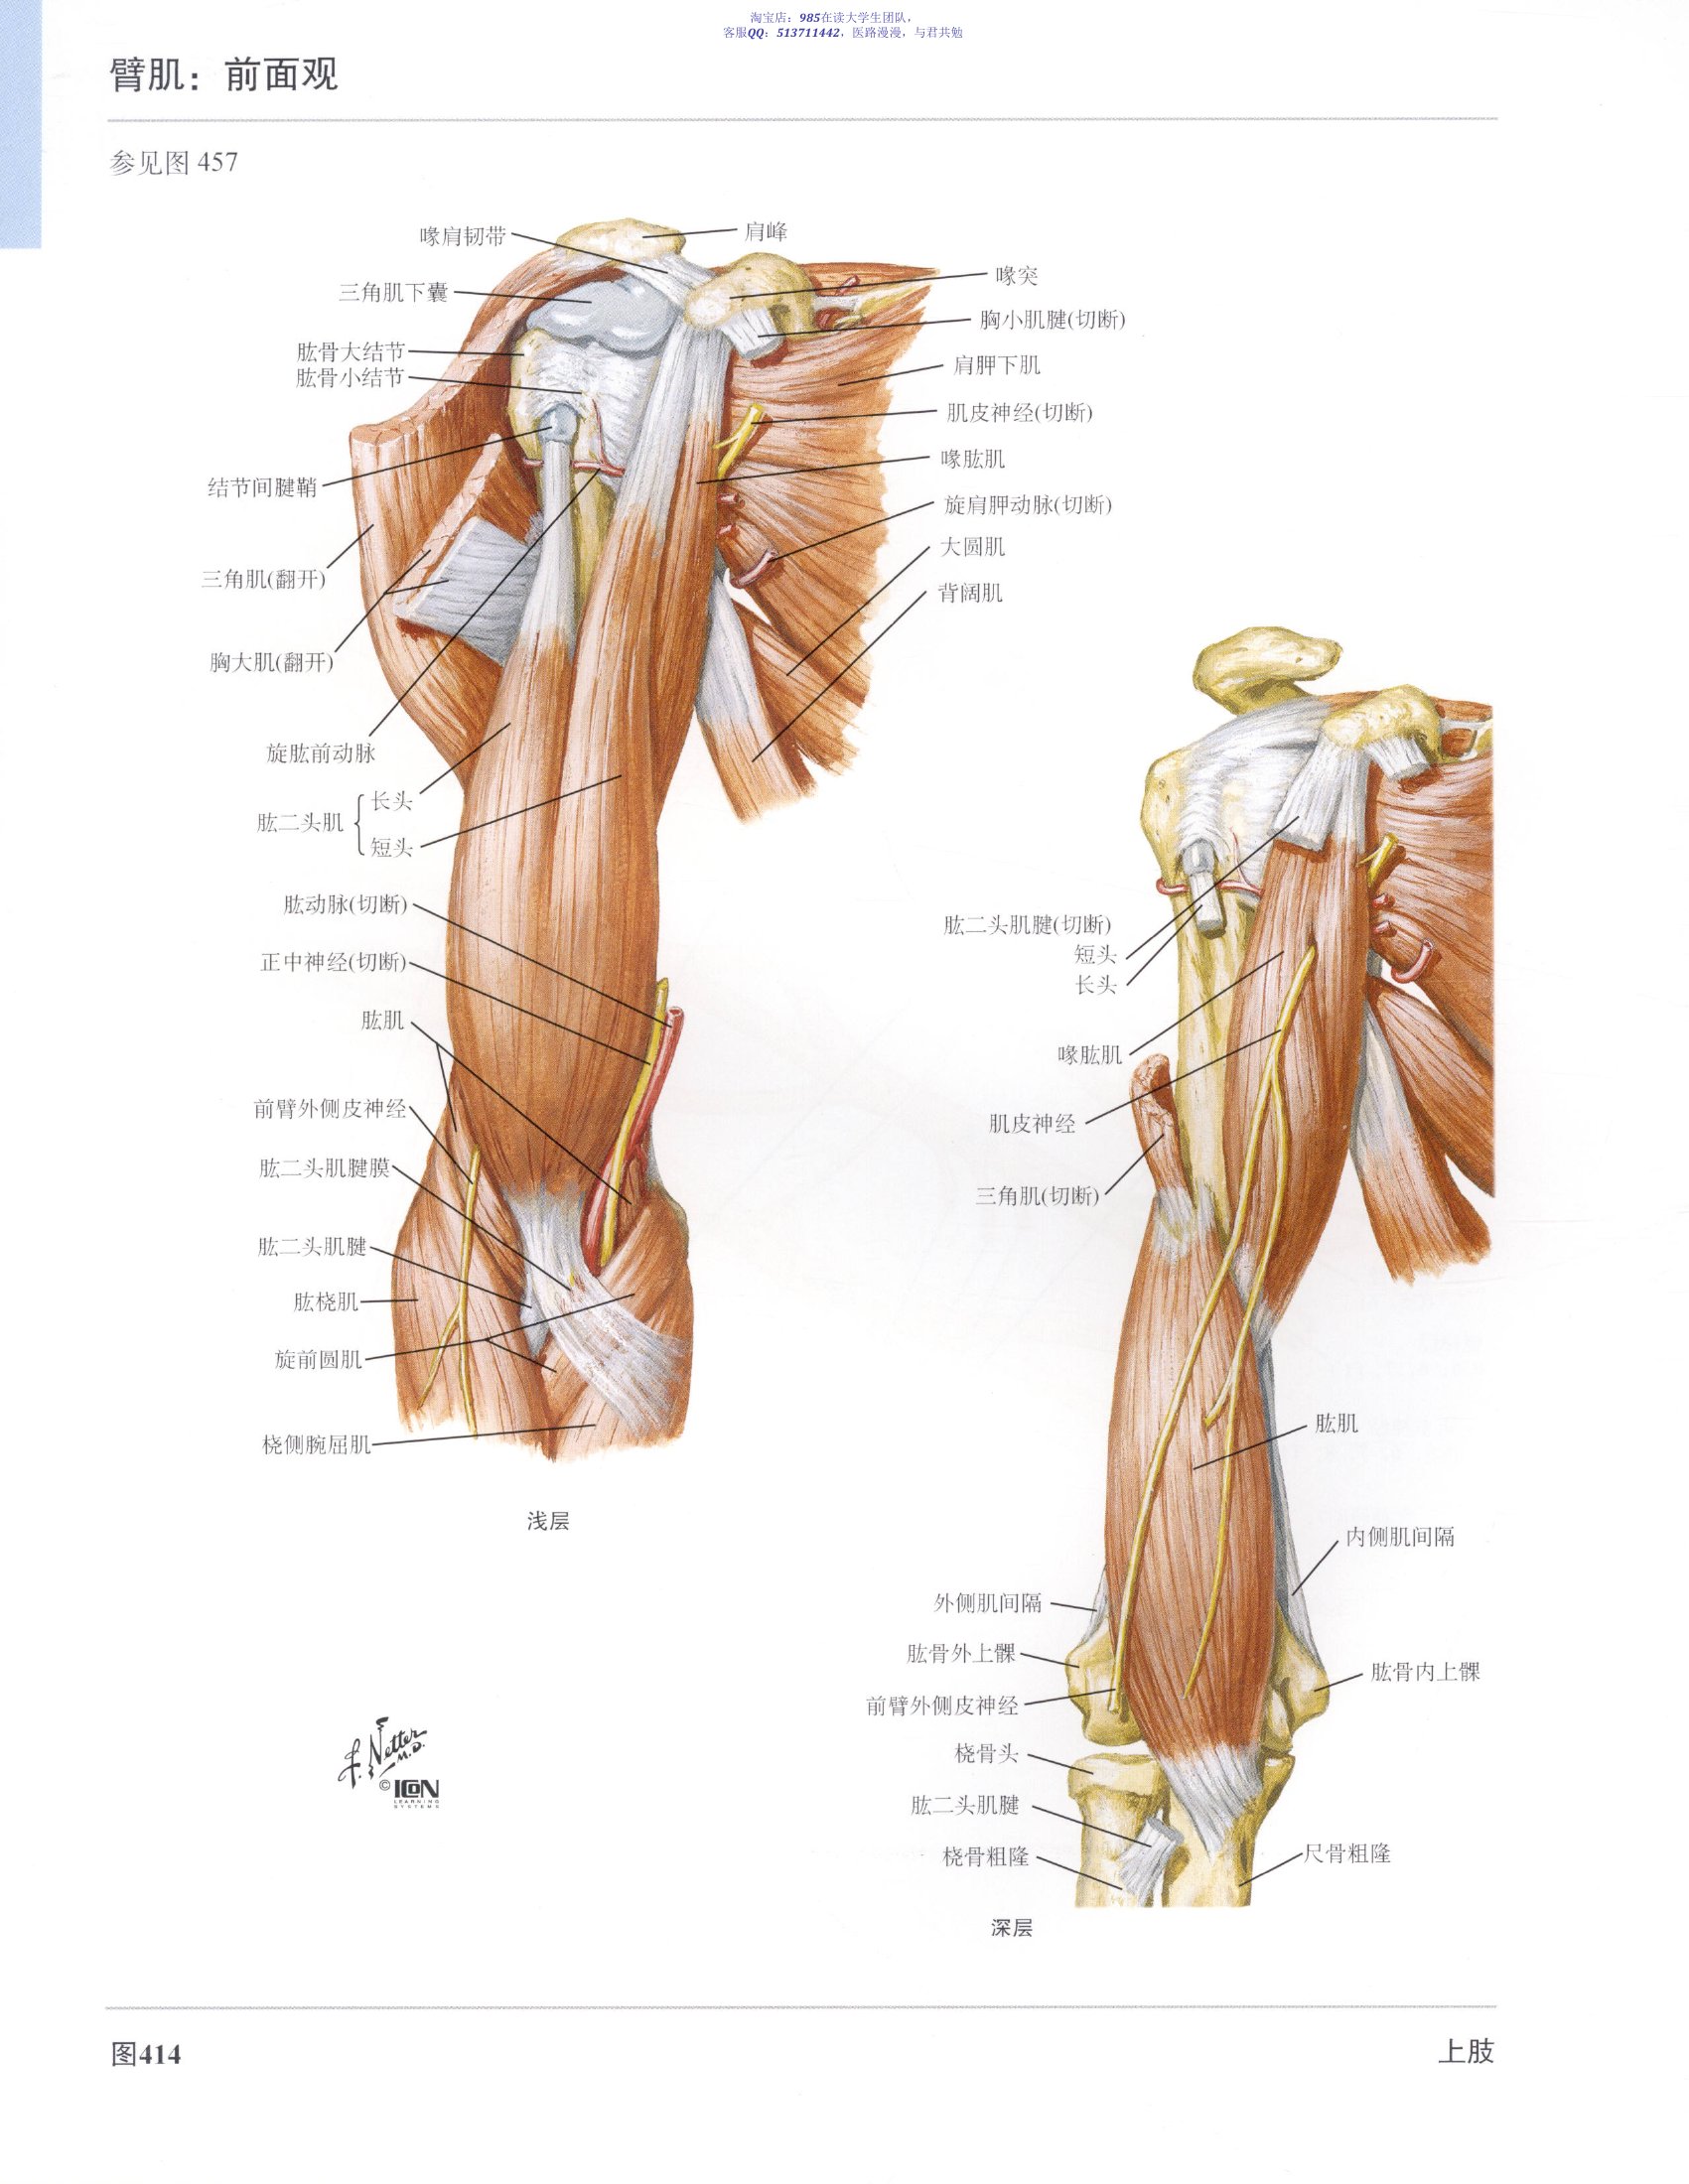 淘宝店：985在读大学生团队，
客服QQ：513711442，医路漫漫，与君共勉
臂肌：前面观
参见图 457
喙肩韧带
肩峰
三角肌下囊
喙突
胸小肌腱(切断)
肱骨大结节
肱骨小结节
肩胛下肌
肌皮神经(切断)
喙肱肌
结节间腱鞘
旋肩胛动脉(切断)
大圆肌
三角肌(翻开)
背阔肌
胸大肌(翻开)
旋肱前动脉
肱二头肌
长头
短头
肱动脉(切断)
正中神经(切断)
肱肌
前臂外侧皮神经
肱二头肌腱膜
肱二头肌腱
肱桡肌
旋前圆肌
桡侧腕屈肌
浅层
肱二头肌腱(切断)
短头
长头
喙肱肌
肌皮神经
三角肌(切断)
肱肌
内侧肌间隔
外侧肌间隔
肱骨外上髁
肱骨内上髁
前臂外侧皮神经
桡骨头
肱二头肌腱
桡骨粗隆
尺骨粗隆
深层
F. Netter
M.D.
© ICON
LEARNING
SYSTEMS
图414
上肢